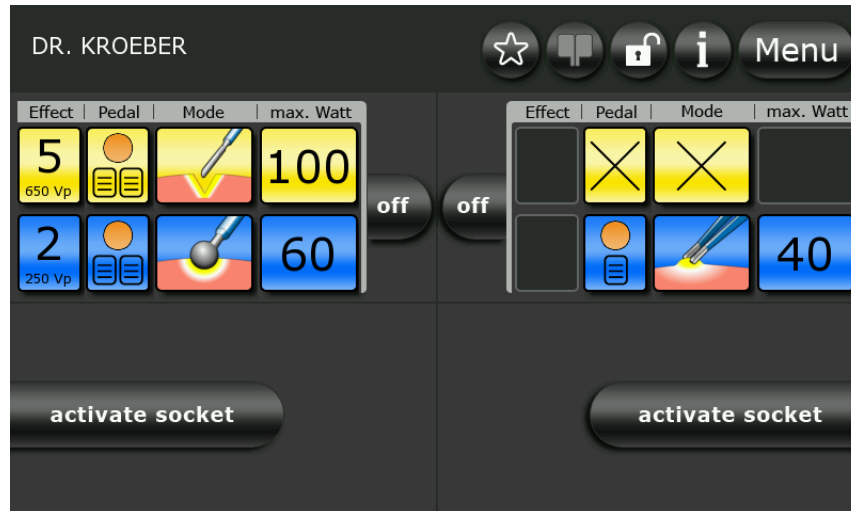 DR. KROEBER
i
Menu
Effect | Pedal | Mode | max. Watt
5
650 Vp
100
off
2
250 Vp
60
Effect | Pedal | Mode | max. Watt
off
40
activate socket
activate socket